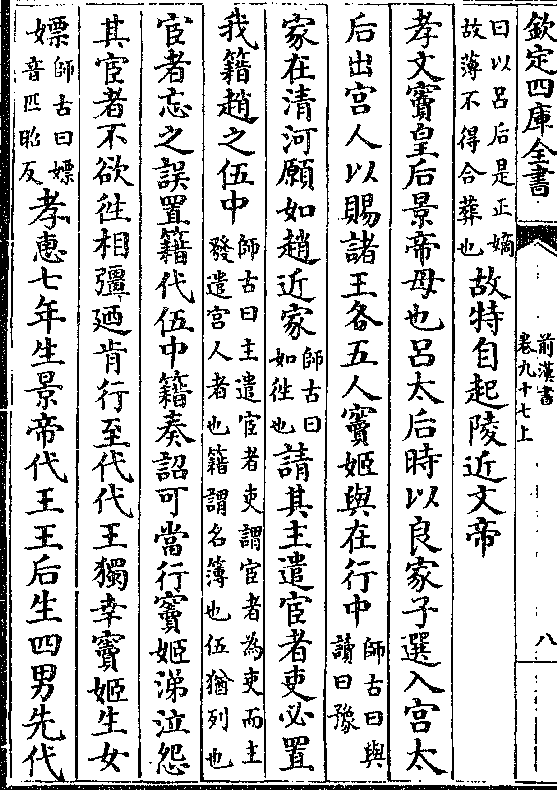 欽定四庫全書
前漢書
卷九十七上
八
曰以呂后是正嫡故薄不得合葬也故特自起陵近文帝
孝文竇皇后景帝母也呂太后時以良家子選入宮太
后出宮人以賜諸王各五人竇姬與在行中師古曰與讀曰豫
家在清河願如趙近家師古曰如徃也請其主遣宦者吏必置
我籍趙之伍中師古曰主遣宦者吏謂宦者為吏而主發遣宮人者也籍謂名簿也伍猶列也
宦者忘之誤置籍代伍中籍奏詔可當行竇姬涕泣怨
其宦者不欲徃相彊廼肯行至代代王獨幸竇姬生女
嫖師古曰嫖音匹昭反孝惠七年生景帝代王王后生四男先代